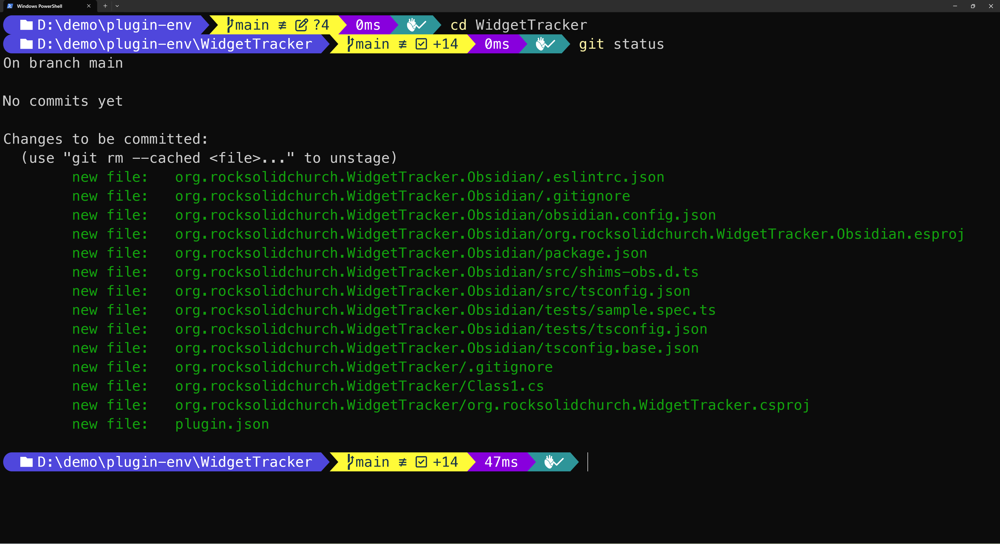 Windows PowerShell
D:\demo\plugin-env main ≢ ?4 0ms cd WidgetTracker
D:\demo\plugin-env\WidgetTracker main ≢ +14 0ms git status
On branch main
No commits yet
Changes to be committed:
(use "git rm --cached <file>..." to unstage)
new file: org.rocksolidchurch.WidgetTracker.Obsidian/.eslintrc.json
new file: org.rocksolidchurch.WidgetTracker.Obsidian/.gitignore
new file: org.rocksolidchurch.WidgetTracker.Obsidian/obsidian.config.json
new file: org.rocksolidchurch.WidgetTracker.Obsidian/org.rocksolidchurch.WidgetTracker.Obsidian.esproj
new file: org.rocksolidchurch.WidgetTracker.Obsidian/package.json
new file: org.rocksolidchurch.WidgetTracker.Obsidian/src/shims-obs.d.ts
new file: org.rocksolidchurch.WidgetTracker.Obsidian/src/tsconfig.json
new file: org.rocksolidchurch.WidgetTracker.Obsidian/tests/sample.spec.ts
new file: org.rocksolidchurch.WidgetTracker.Obsidian/tests/tsconfig.json
new file: org.rocksolidchurch.WidgetTracker.Obsidian/tsconfig.base.json
new file: org.rocksolidchurch.WidgetTracker/.gitignore
new file: org.rocksolidchurch.WidgetTracker/Class1.cs
new file: org.rocksolidchurch.WidgetTracker/org.rocksolidchurch.WidgetTracker.csproj
new file: plugin.json
D:\demo\plugin-env\WidgetTracker main ≢ +14 47ms